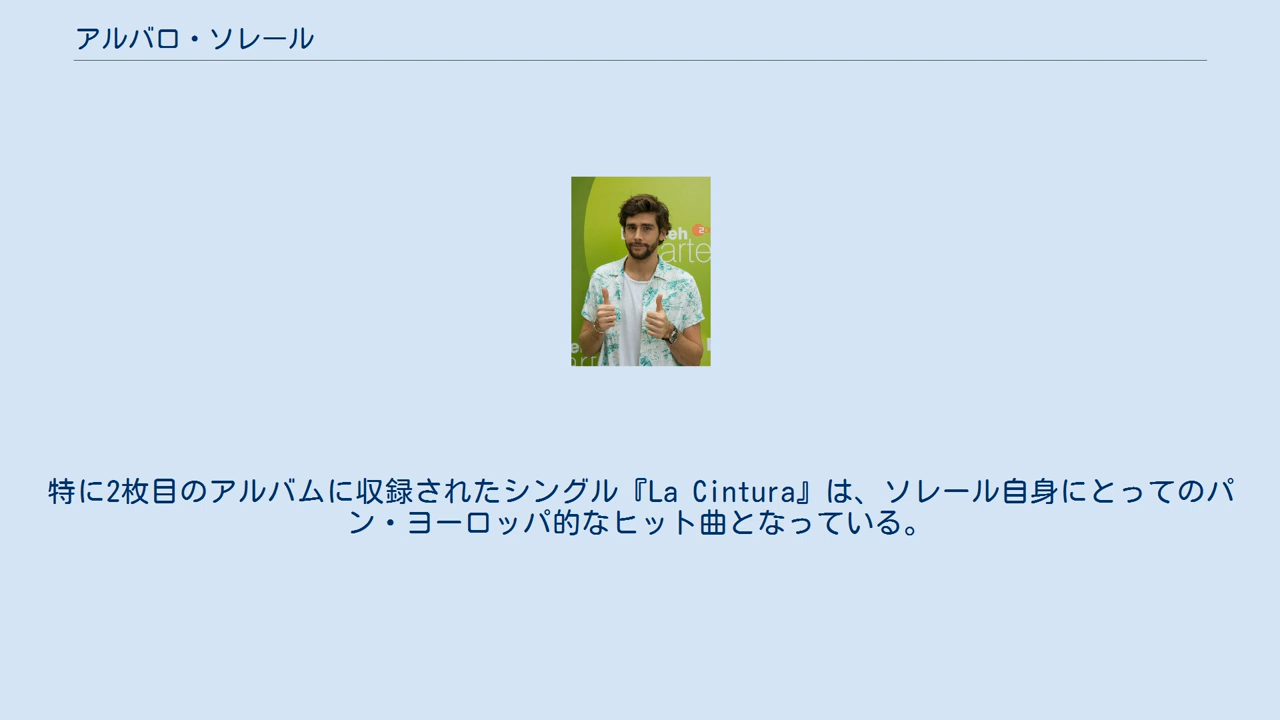 アルバロ・ソレール
eh
2
arte
特に2枚目のアルバムに収録されたシングル『La Cintura』は、ソレール自身にとってのパ
ン・ヨーロッパ的なヒット曲となっている。